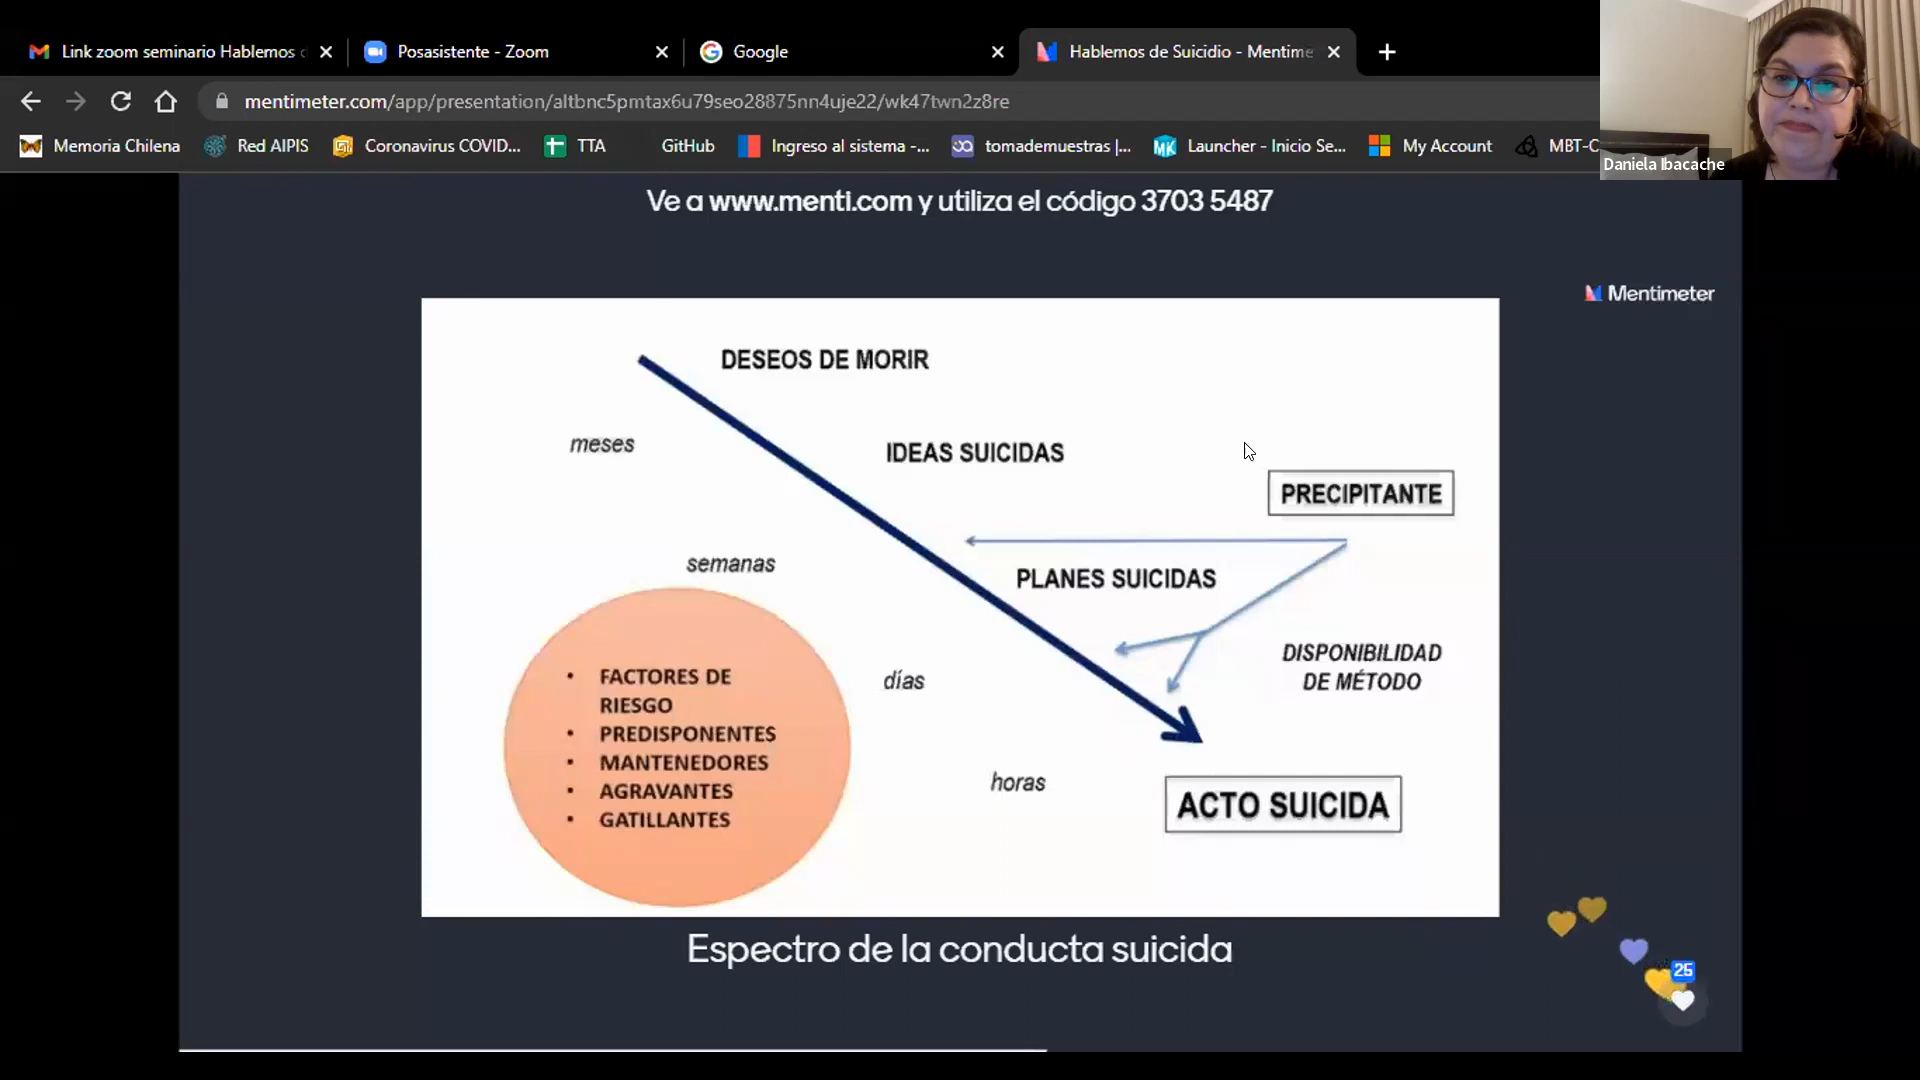 Link zoom seminario Hablemos d
Posasistente - Zoom
Google
Hablemos de Suicidio - Mentime
mentimeter.com/app/presentation/altbnc5pmtax6u79seo28875nn4uje22/wk47twn2z8re
Memoria Chilena
Red AIPIS
Coronavirus COVID...
TTA
GitHub
Ingreso al sistema -...
tomademuestras |...
Launcher - Inicio Se...
My Account
MBT-C
Daniela Ibacache
Ve a www.menti.com y utiliza el código 3703 5487
Mentimeter
DESEOS DE MORIR
meses
IDEAS SUICIDAS
PRECIPITANTE
semanas
PLANES SUICIDAS
DISPONIBILIDAD
DE MÉTODO
• FACTORES DE
RIESGO
• PREDISPONENTES
• MANTENEDORES
• AGRAVANTES
• GATILLANTES
días
horas
ACTO SUICIDA
Espectro de la conducta suicida
25